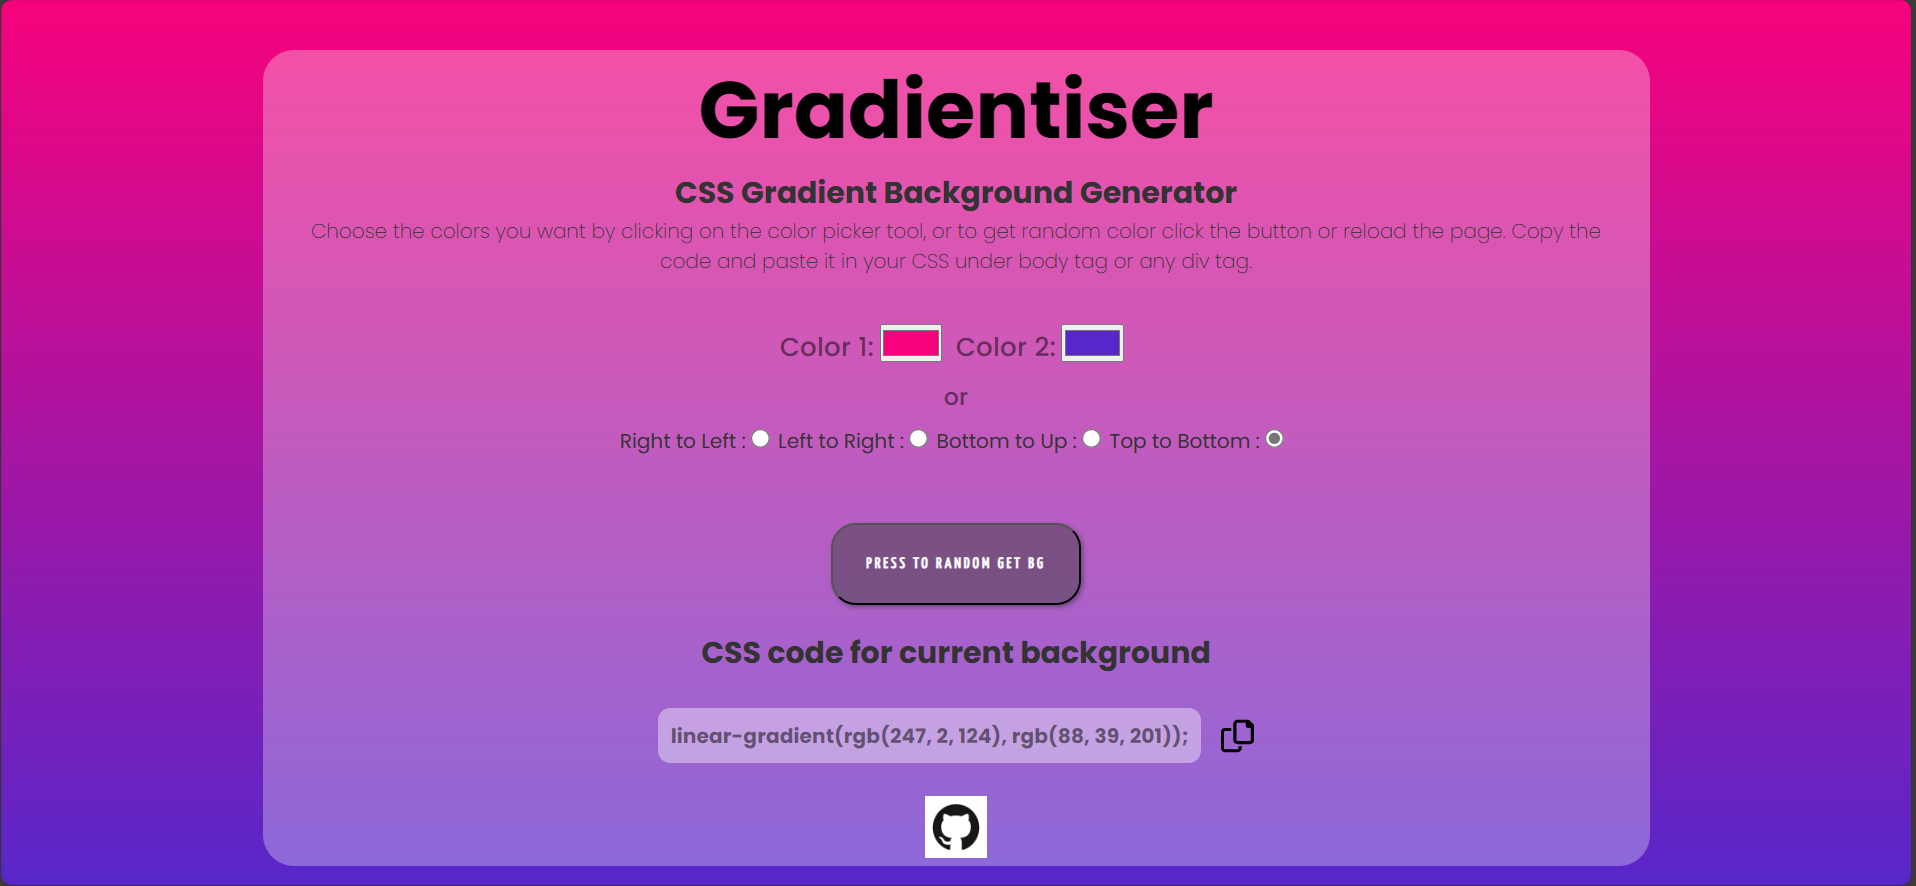 Gradientiser
CSS Gradient Background Generator
Choose the colors you want by clicking on the color picker tool, or to get random color click the button or reload the page. Copy the
code and paste it in your CSS under body tag or any div tag.
Color 1: Color 2:
or
Right to Left : Left to Right : Bottom to Up : Top to Bottom :
PRESS TO RANDOM GET BG
CSS code for current background
linear-gradient(rgb(247, 2, 124), rgb(88, 39, 201));